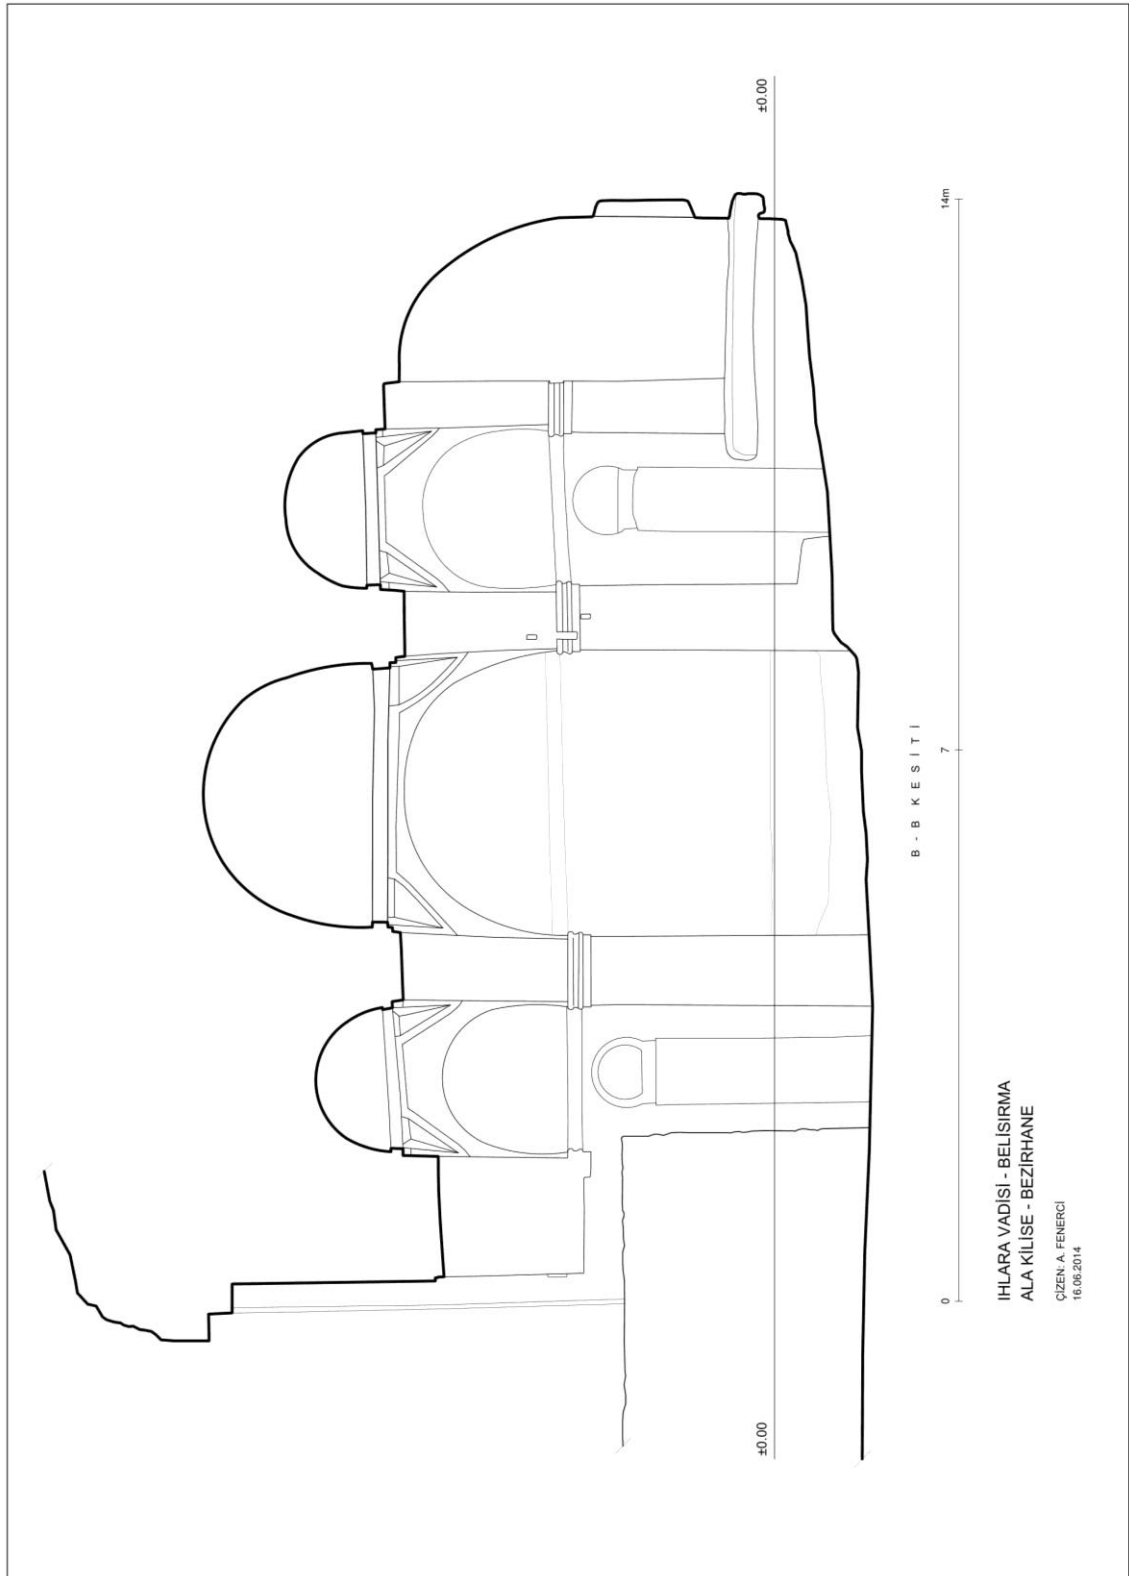 ±0.00
±0.00
B - B K E S İ T İ
0
7
14m
IHLARA VADİSİ - BELİSIRMA
ALA KİLİSE - BEZİRHANE
ÇİZEN: A. FENERCİ
16.06.2014